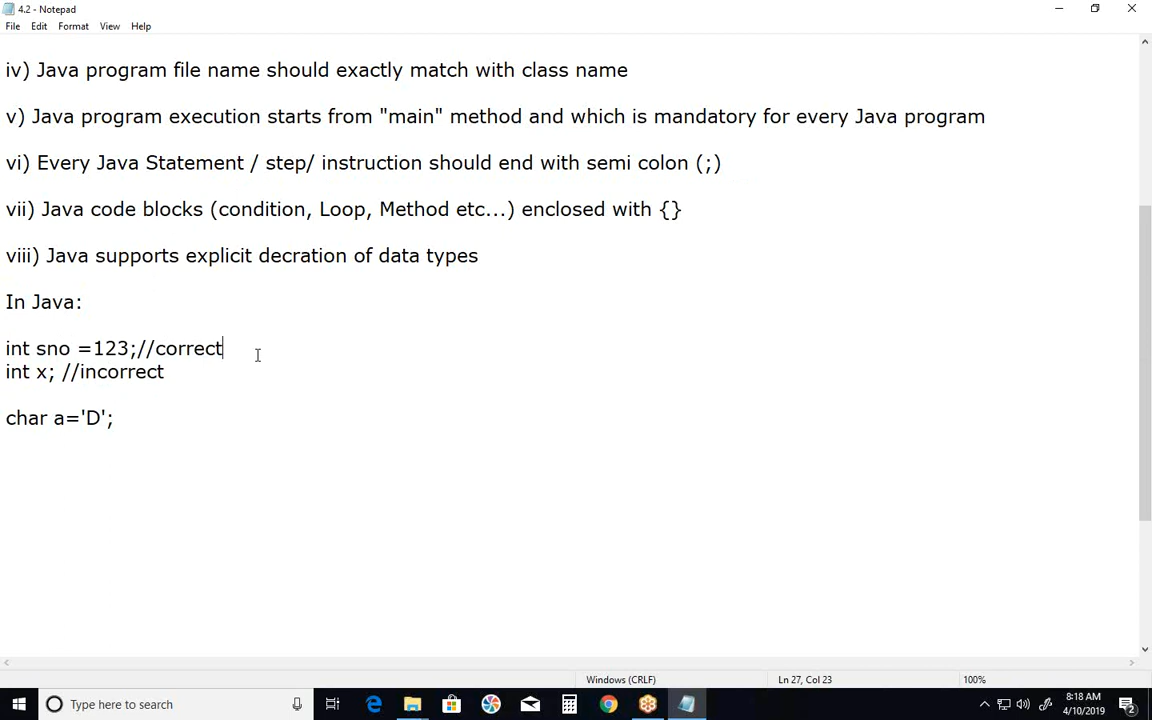 4.2 - Notepad
File Edit Format View Help
iv) Java program file name should exactly match with class name
v) Java program execution starts from "main" method and which is mandatory for every Java program
vi) Every Java Statement / step/ instruction should end with semi colon (;)
vii) Java code blocks (condition, Loop, Method etc...) enclosed with {}
viii) Java supports explicit decration of data types
In Java:
int sno =123;//correct
int x; //incorrect
char a='D';
Windows (CRLF) Ln 27, Col 23 100%
Type here to search
8:18 AM
4/10/2019
2